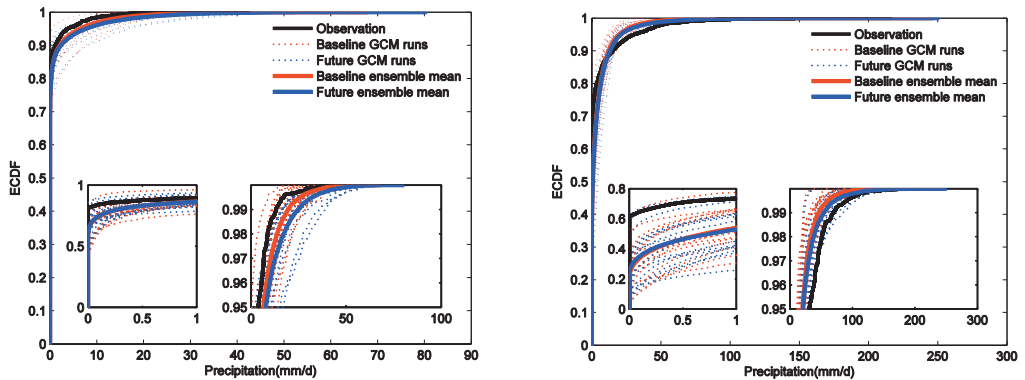 1
0.9
0.8
0.7
0.6
0.5
0.4
0.3
0.2
0.1
0
ECDF
Observation
Baseline GCM runs
Future GCM runs
Baseline ensemble mean
Future ensemble mean
1
0.5
0
0 0.5 1
0.99
0.98
0.97
0.96
0.95
0 50 100
0 10 20 30 40 50 60 70 80 90
Precipitation(mm/d)
1
0.9
0.8
0.7
0.6
0.5
0.4
0.3
0.2
0.1
0
ECDF
Observation
Baseline GCM runs
Future GCM runs
Baseline ensemble mean
Future ensemble mean
0.8
0.6
0.4
0.2
0
0 0.5 1
0.99
0.98
0.97
0.96
0.95
0 100 200 300
0 50 100 150 200 250 300
Precipitation(mm/d)